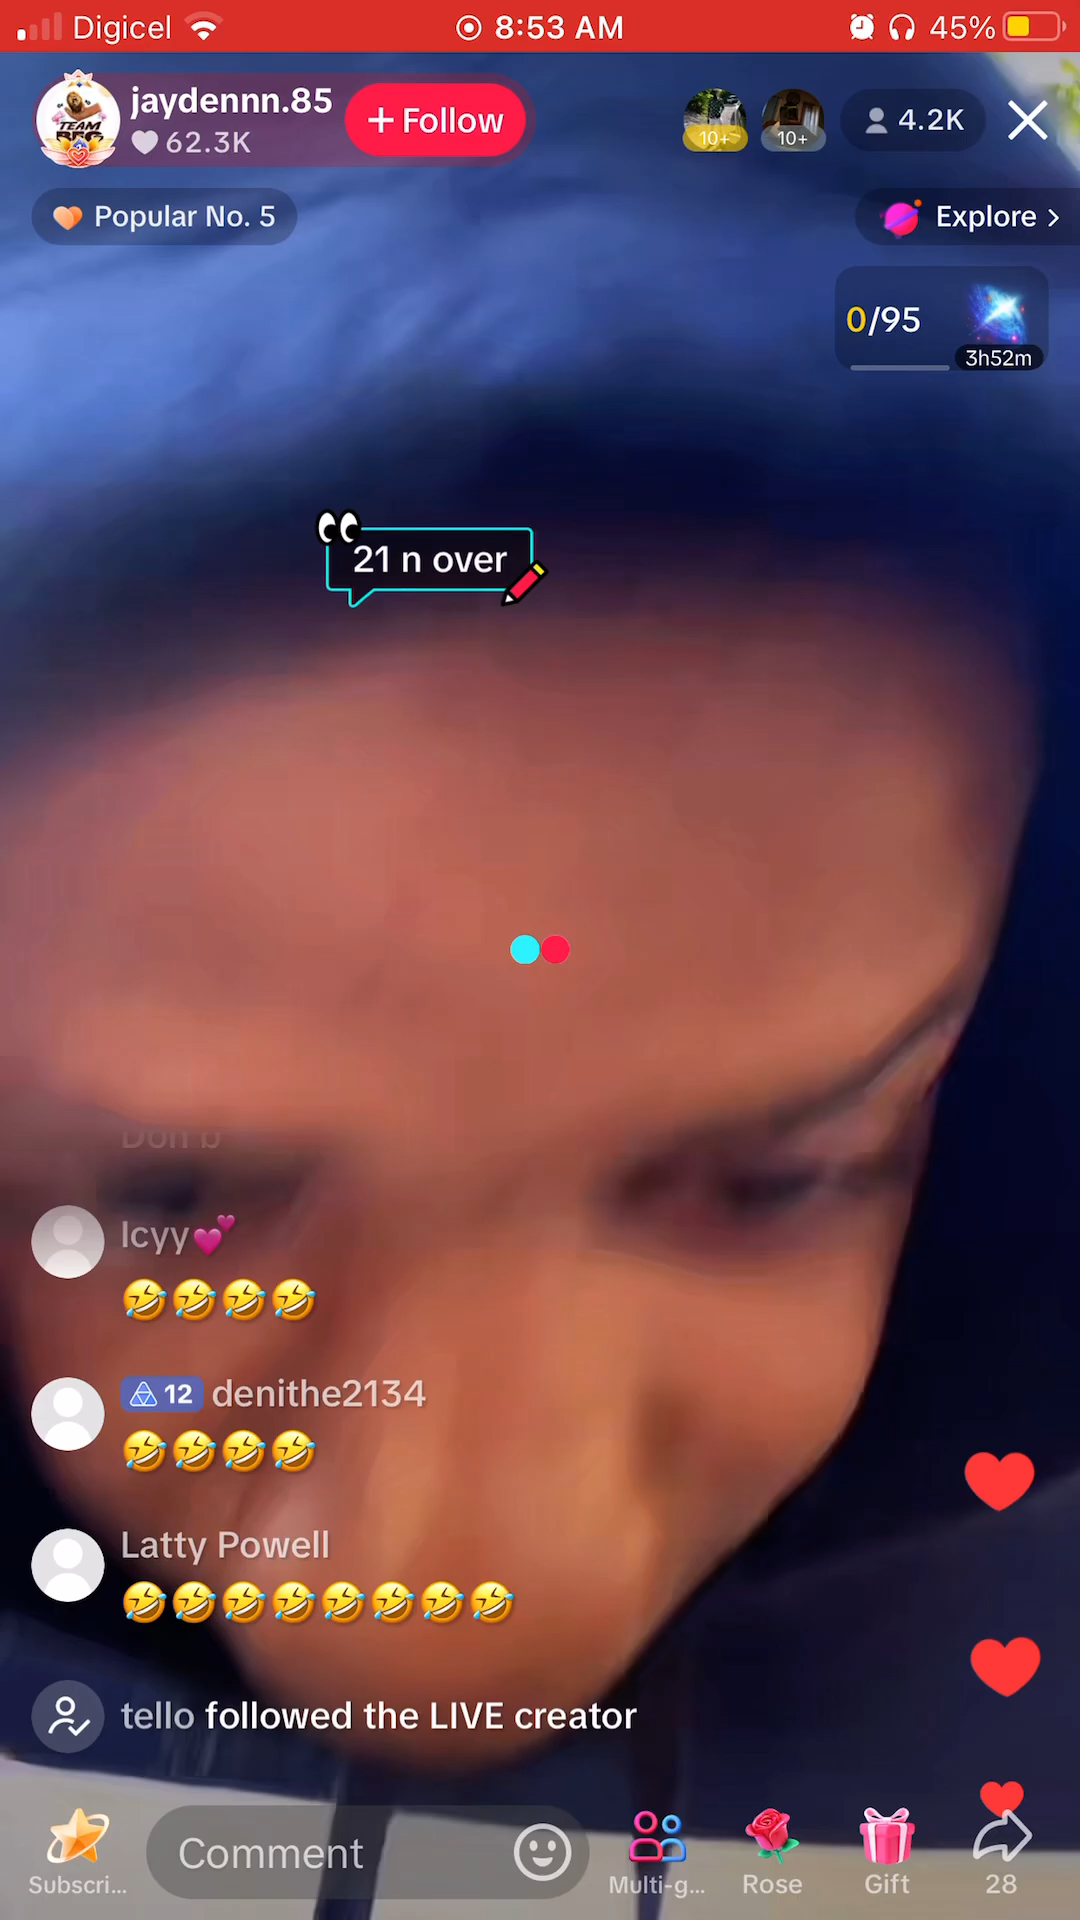 Digicel
8:53 AM
45%
jaydennn.85
62.3K
+ Follow
10+
10+
4.2K
Popular No. 5
Explore >
0/95
3h52m
21 n over
Don b
Icyy💕
🤣🤣🤣🤣
12 denithe2134
🤣🤣🤣🤣
Latty Powell
🤣🤣🤣🤣🤣🤣🤣🤣
tello followed the LIVE creator
Comment
Subscri...
Multi-g...
Rose
Gift
28